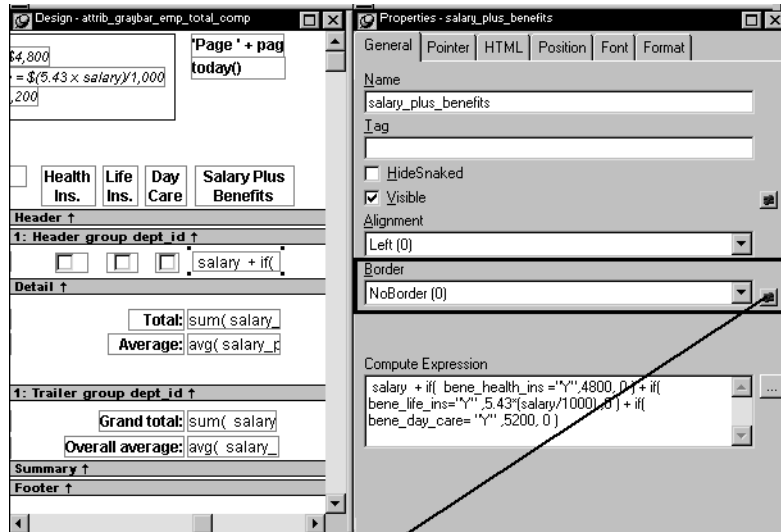 Design - attrib_graybar_emp_total_comp
$4,800
= $(5.43 x salary)/1,000
,200
'Page ' + pag
today()
Health Ins.
Life Ins.
Day Care
Salary Plus Benefits
Header ↑
1: Header group dept_id ↑
salary + if(
Detail ↑
Total: sum( salary_
Average: avg( salary_p
1: Trailer group dept_id ↑
Grand total: sum( salary
Overall average: avg( salary_
Summary ↑
Footer ↑
Properties - salary_plus_benefits
General Pointer HTML Position Font Format
Name
salary_plus_benefits
Tag
HideSnaked
Visible
Alignment
Left (0)
Border
NoBorder (0)
Compute Expression
salary + if( bene_health_ins ="Y",4800, 0 ) + if(
bene_life_ins="Y" ,5.43*(salary/1000) ,0 ) + if(
bene_day_care= "Y" ,5200, 0 )
...